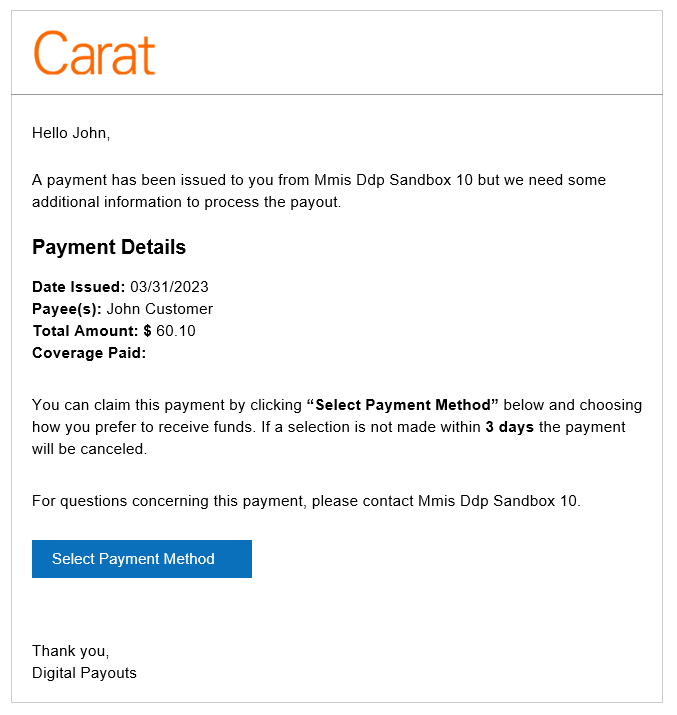 Carat
Hello John,
A payment has been issued to you from Mmis Ddp Sandbox 10 but we need some
additional information to process the payout.
Payment Details
Date Issued: 03/31/2023
Payee(s): John Customer
Total Amount: $ 60.10
Coverage Paid:
You can claim this payment by clicking “Select Payment Method” below and choosing
how you prefer to receive funds. If a selection is not made within 3 days the payment
will be canceled.
For questions concerning this payment, please contact Mmis Ddp Sandbox 10.
Select Payment Method
Thank you,
Digital Payouts